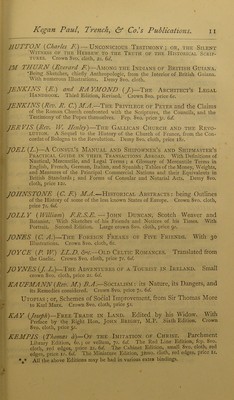 Kegan Paul, Trench, & Co.'s Publications. 11
HUTTON (Charles F.)—UNCONSCIOUS TESTIMONY; OR, THE SILENT
WITNESS OF THE HEBREW TO THE TRUTH OF THE HISTORICAL SCRIP-
TURES. Crown 8vo, cloth, 2s. 6d.
IM THURN (Everard F.)—AMONG THE INDIANS OF BRITISH GUIANA.
Being Sketches, chiefly Anthropologic, from the Interior of British Guiana.
With numerous Illustrations. Demy 8vo, cloth.
JENKINS (E.) and RAYMOND (J.)—THE ARCHITECT'S LEGAL
HANDBOOK. Third Edition, Revised. Crown 8vo, price 6s.
JENKINS (Rev. R. C.) M.A.—THE PRIVILEGE OF PETER and the Claims
of the Roman Church confronted with the Scriptures, the Councils, and the
Testimony of the Popes themselves. Fcp. 8vo, price 3s. 6d.
JERVIS (Rev. W. Henley)—THE GALLICAN CHURCH AND THE REVO-
LUTION. A Sequel to the History of the Church of France, from the Con-
cordat of Bologna to the Revolution. Demy 8vo, cloth, price 18s.
JOEL (L.)—A CONSUL'S MANUAL AND SHIPOWNER'S AND SHIPMASTER'S
PRACTICAL GUIDE IN THEIR TRANSACTIONS ABROAD. With Definitions of
Nautical, Mercantile, and Legal Terms; a Glossary of Mercantile Terms in
English, French, German, Italian, and Spanish; Tables of the Money, Weights,
and Measures of the Principal Commercial Nations and their Equivalents in
British Standards; and Forms of Consular and Notarial Acts. Demy 8vo,
cloth, price 12s.
JOHNSTONE (C. F.) M.A.—HISTORICAL ABSTRACTS: being Outlines
of the History of some of the less known States of Europe. Crown 8vo, cloth,
price 7s. 6d.
JOLLY (William) F.R.S.E.—JOHN DUNCAN, Scotch Weaver and
Botanist. With Sketches of his Friends and Notices of his Times. With
Portrait. Second Edition. Large crown 8vo, cloth, price 9s.
JONES (C. A.)—THE FOREIGN FREAKS OF FIVE FRIENDS. With 30
Illustrations. Crown 8vo, cloth, 6s.
JOYCE (P. W.) LL.D. &c.—OLD CELTIC ROMANCES. Translated from
the Gaelic. Crown 8vo, cloth, price 7s. 6d.
JOYNES (J. L.)—THE ADVENTURES OF A TOURIST IN IRELAND. Small
crown 8vo, cloth, price 2s. 6d.
KAUFMANN (Rev. M.) B.A.—SOCIALISM: its Nature, its Dangers, and
its Remedies considered. Crown 8vo, price 7s. 6d.
UTOPIAS; or, Schemes of Social Improvement, from Sir Thomas More
to Karl Marx. Crown 8vo, cloth, price 5s.
KAY (Joseph)—FREE TRADE IN LAND. Edited by his Widow. With
Preface by the Right Hon. JOHN BRIGHT, M.P. Sixth Edition. Crown
8vo, cloth, price 5s.
KEMPIS (Thomas à)—OF THE IMITATION OF CHRIST. Parchment
Library Edition, 6s.; or vellum, 7s. 6d. The Red Line Edition, fcp. 8vo,
cloth, red edges, price 2s. 6d. The Cabinet Edition, small 8vo, cloth, red
edges, price 1s. 6d. The Miniature Edition, 32mo, cloth, red edges, price 1s.
*** All the above Editions may be had in various extra bindings.